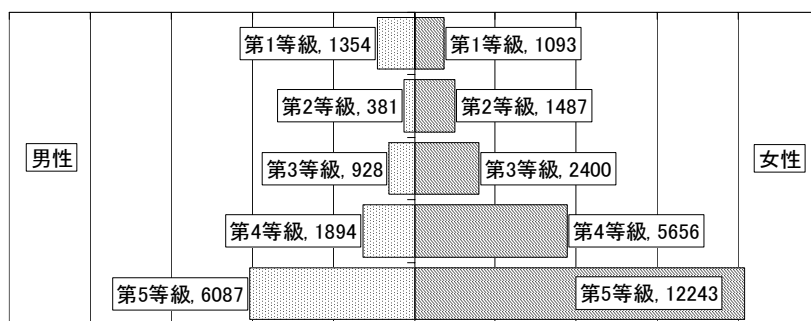 第1等級, 1354
第1等級, 1093
第2等級, 381
第2等級, 1487
男性
第3等級, 928
第3等級, 2400
女性
第4等級, 1894
第4等級, 5656
第5等級, 6087
第5等級, 12243